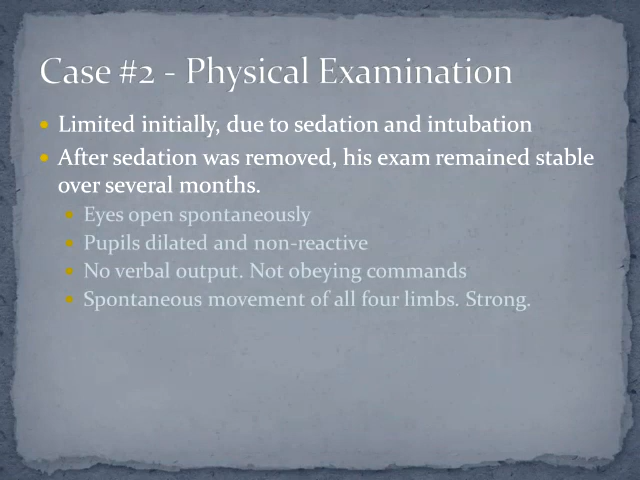 Case #2 - Physical Examination
Limited initially, due to sedation and intubation
After sedation was removed, his exam remained stable
over several months.
Eyes open spontaneously
Pupils dilated and non-reactive
No verbal output. Not obeying commands
Spontaneous movement of all four limbs. Strong.